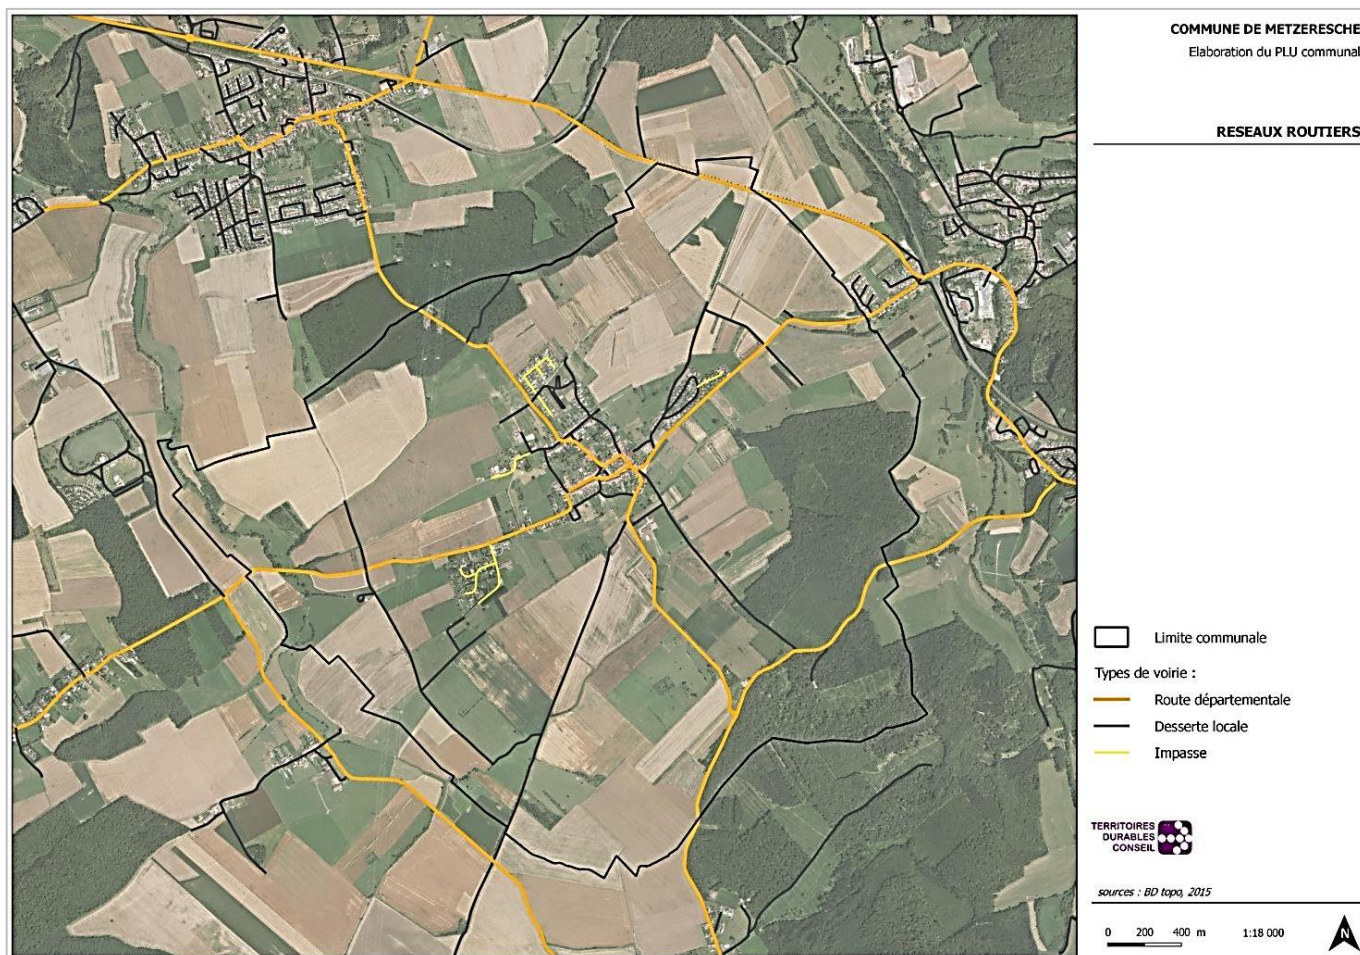 COMMUNE DE METZERESCHE
Elaboration du PLU communal
RESEAUX ROUTIERS
Limite communale
Types de voirie :
Route départementale
Desserte locale
Impasse
TERRITOIRES
DURABLES
CONSEIL
sources : BD topo, 2015
0 200 400 m 1:18 000
N